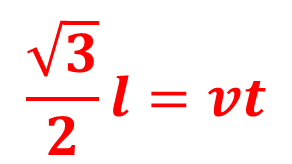 √3/2 l = vt